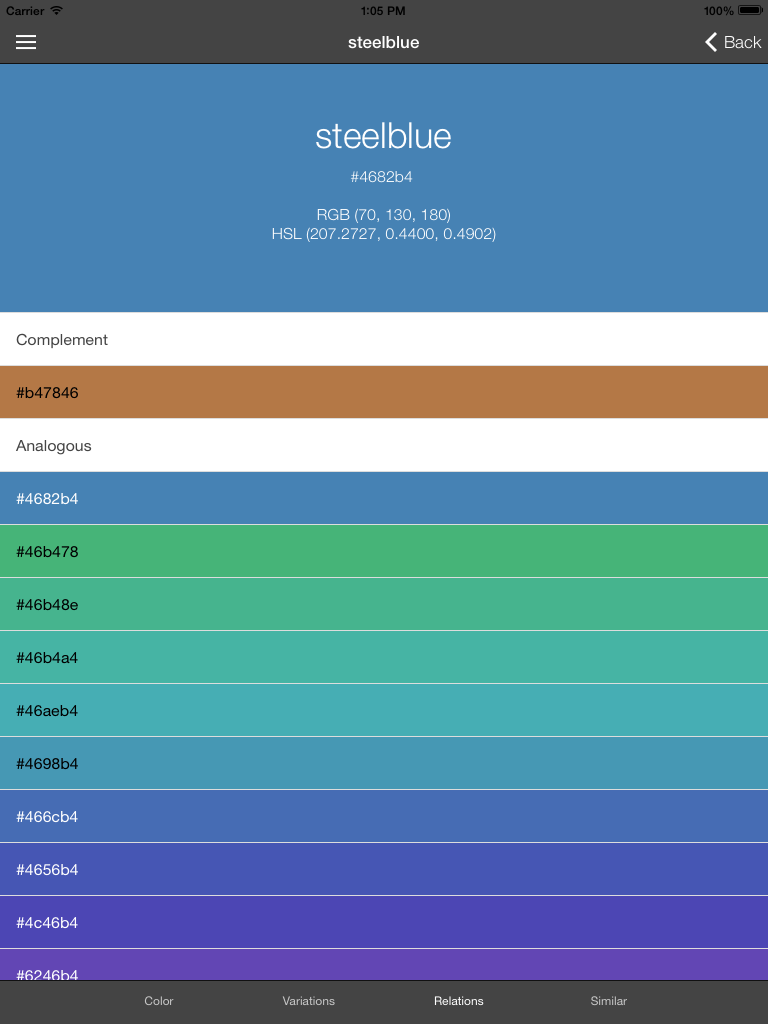 Carrier 1:05 PM 100%
steelblue Back
steelblue
#4682b4
RGB (70, 130, 180)
HSL (207.2727, 0.4400, 0.4902)
Complement
#b47846
Analogous
#4682b4
#46b478
#46b48e
#46b4a4
#46aeb4
#4698b4
#466cb4
#4656b4
#4c46b4
#6246b4
Color Variations Relations Similar